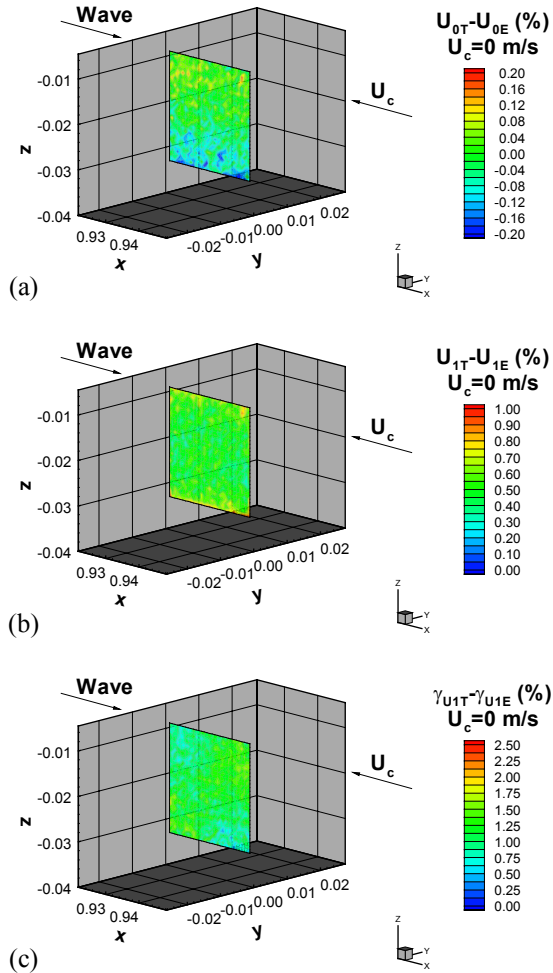 Wave
U₀T-U₀E (%)
U_c=0 m/s
0.20
0.16
0.12
0.08
0.04
0.00
-0.04
-0.08
-0.12
-0.16
-0.20
U_c
z
-0.01
-0.02
-0.03
-0.04
0.93
0.94
x
-0.02
-0.01
0.00
0.01
0.02
y
Z
Y
X
(a)
Wave
U₁T-U₁E (%)
U_c=0 m/s
1.00
0.90
0.80
0.70
0.60
0.50
0.40
0.30
0.20
0.10
0.00
U_c
z
-0.01
-0.02
-0.03
-0.04
0.93
0.94
x
-0.02
-0.01
0.00
0.01
0.02
y
Z
Y
X
(b)
Wave
γ_U1T-γ_U1E (%)
U_c=0 m/s
2.50
2.25
2.00
1.75
1.50
1.25
1.00
0.75
0.50
0.25
0.00
U_c
z
-0.01
-0.02
-0.03
-0.04
0.93
0.94
x
-0.02
-0.01
0.00
0.01
0.02
y
Z
Y
X
(c)